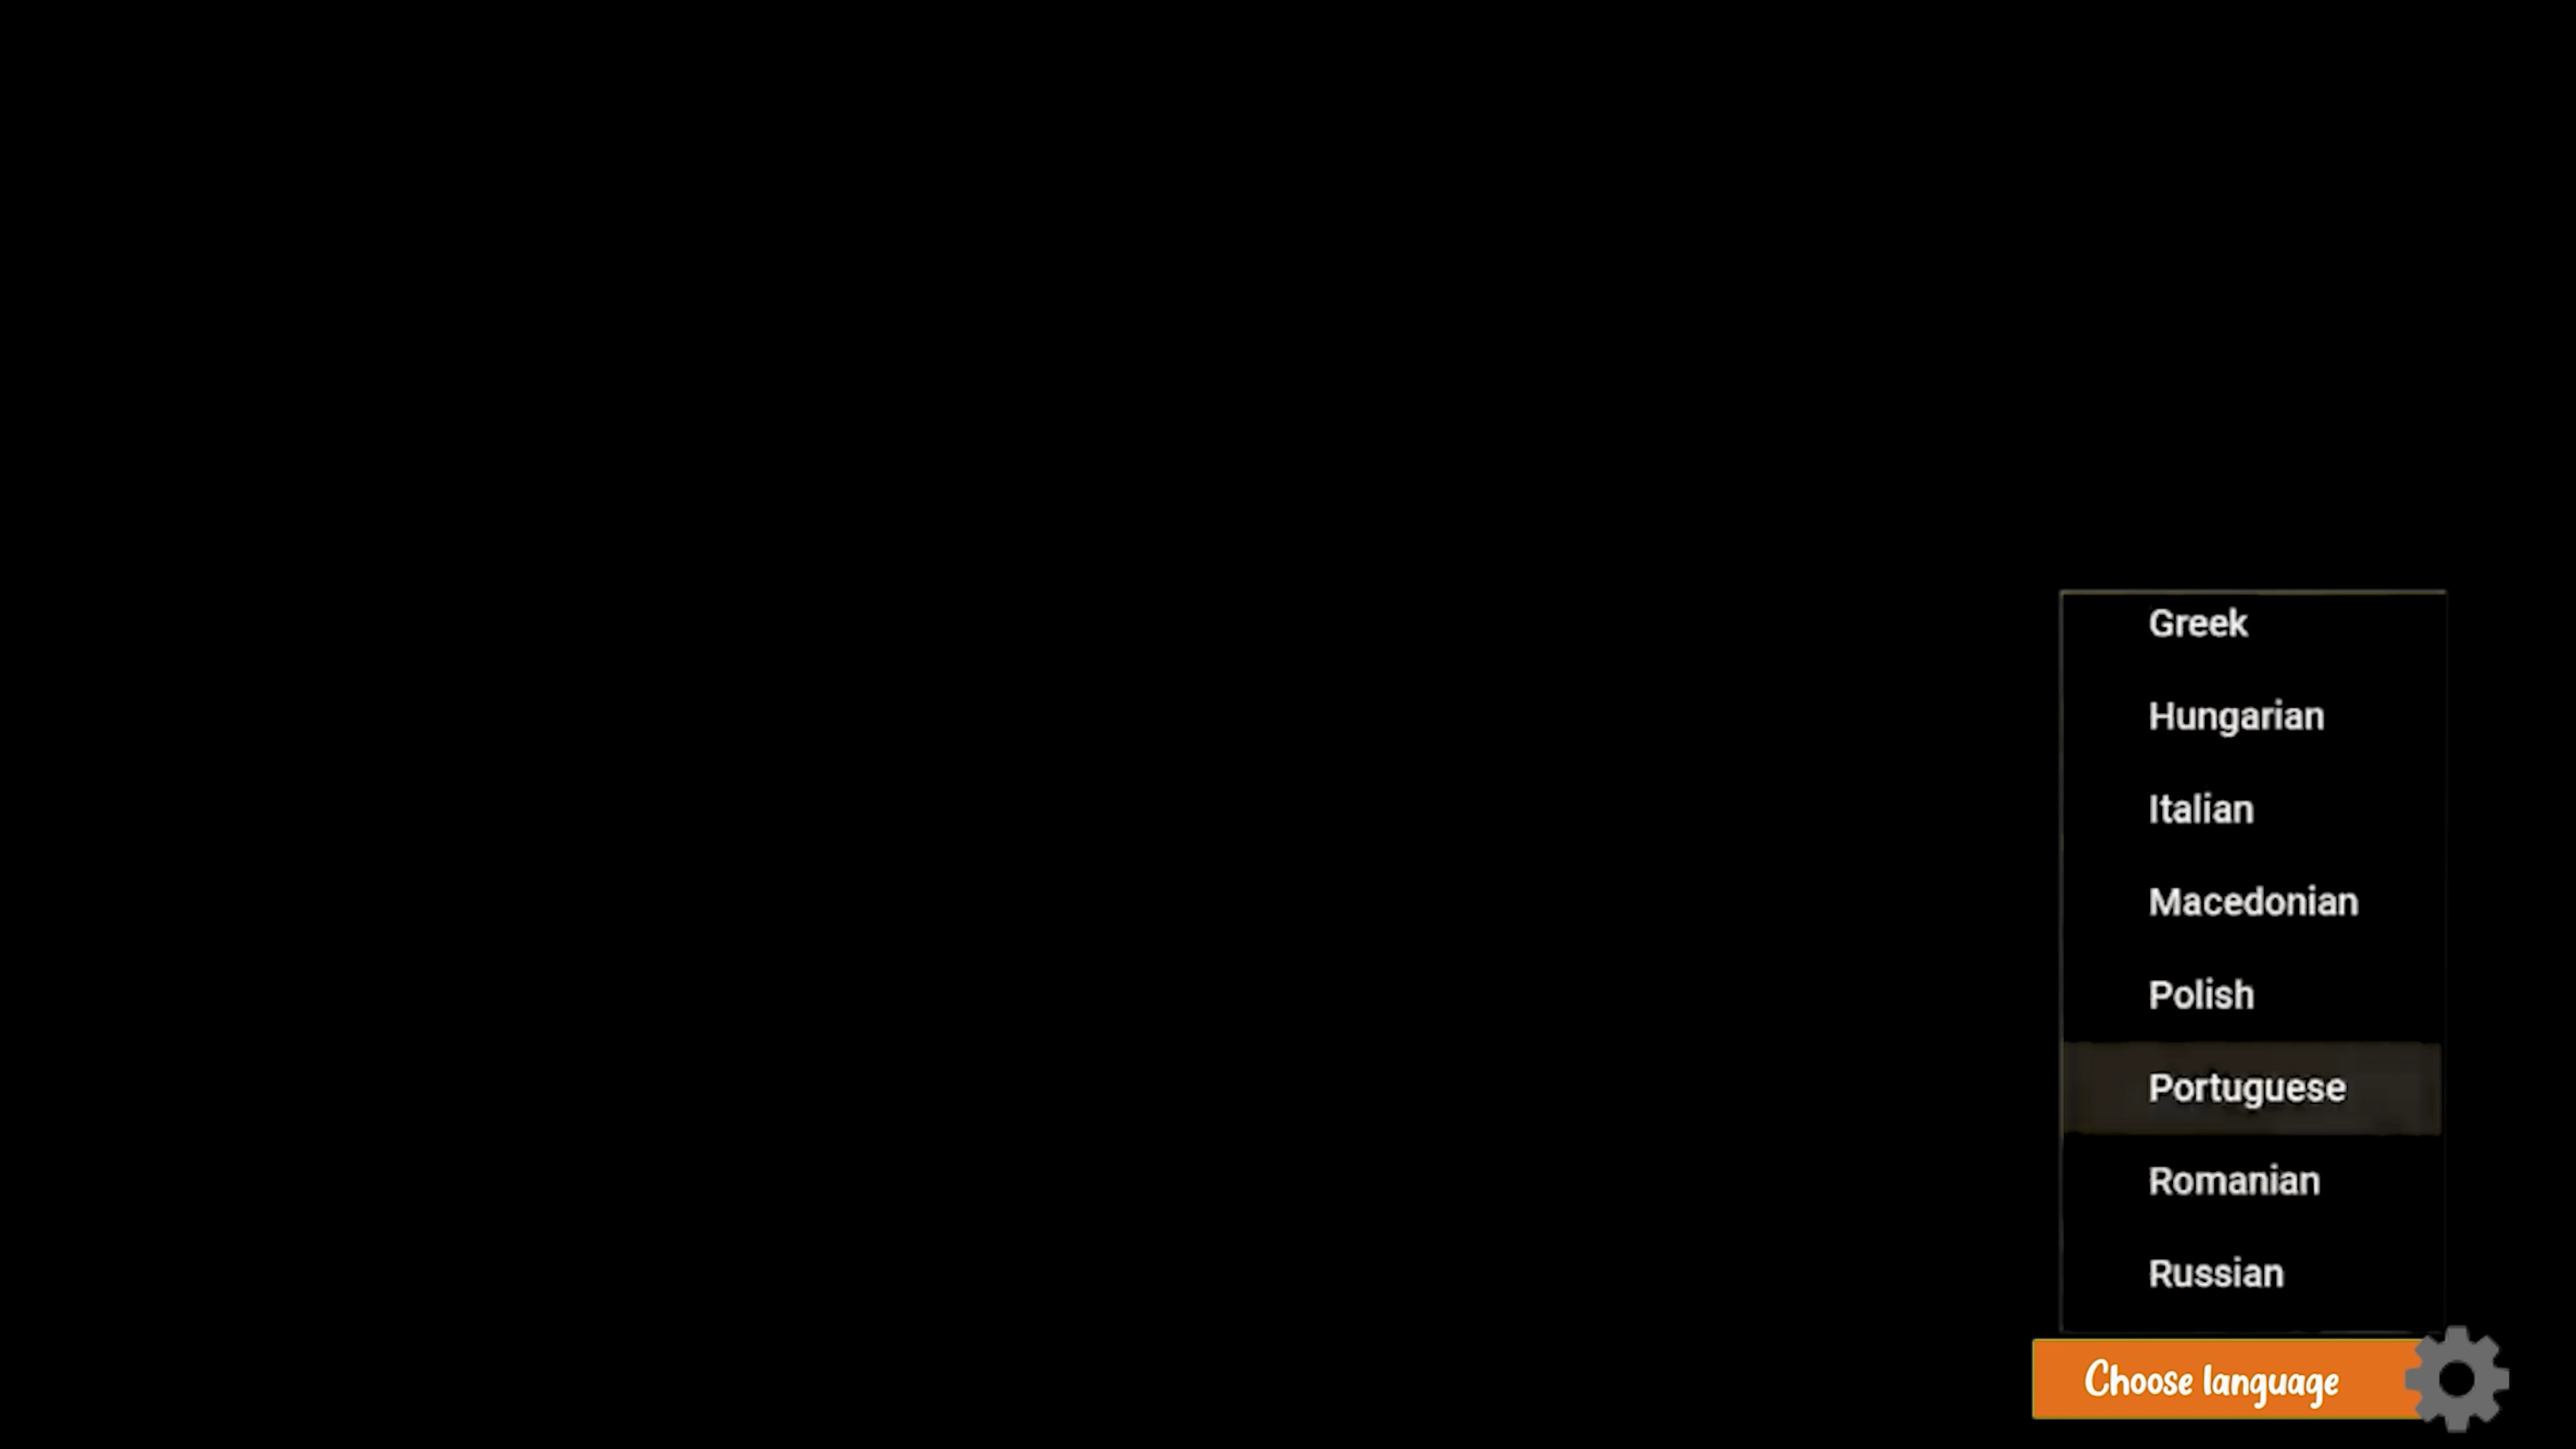 Greek
Hungarian
Italian
Macedonian
Polish
Portuguese
Romanian
Russian
Choose language